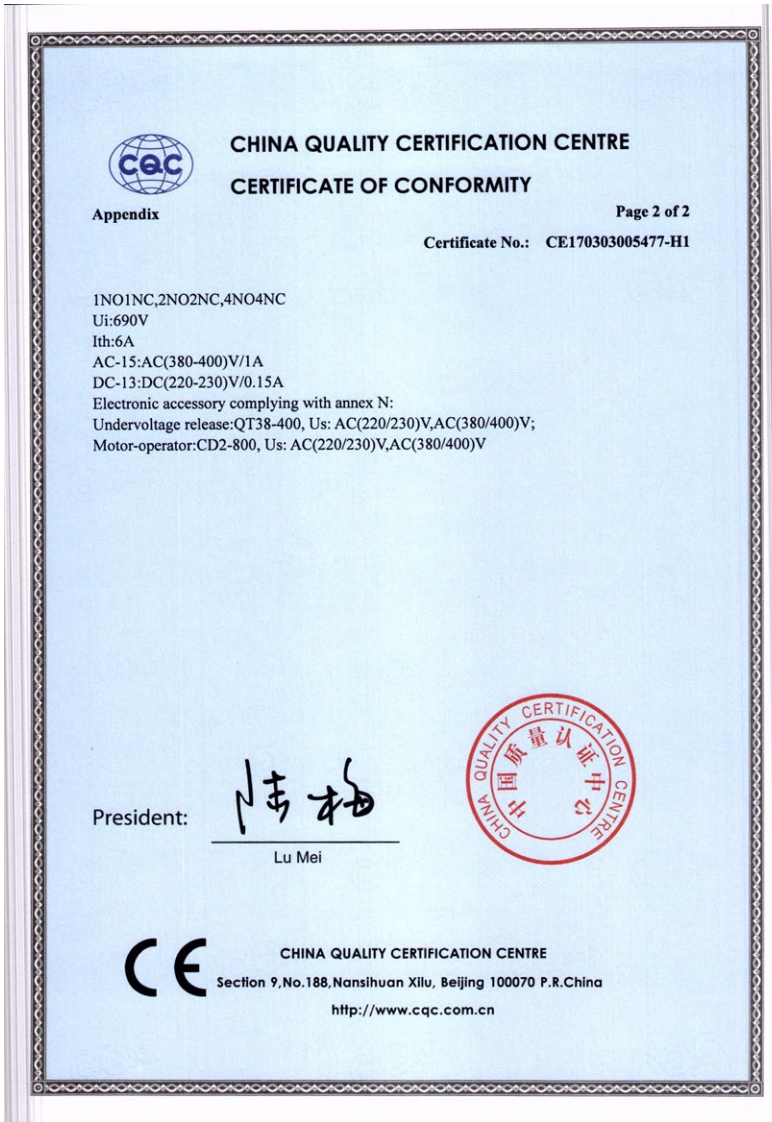 CQC
CHINA QUALITY CERTIFICATION CENTRE
CERTIFICATE OF CONFORMITY
Appendix
Page 2 of 2
Certificate No.: CE170303005477-H1
1NO1NC,2NO2NC,4NO4NC
Ui:690V
Ith:6A
AC-15:AC(380-400)V/1A
DC-13:DC(220-230)V/0.15A
Electronic accessory complying with annex N:
Undervoltage release:QT38-400, Us: AC(220/230)V,AC(380/400)V;
Motor-operator:CD2-800, Us: AC(220/230)V,AC(380/400)V
CHINA QUALITY CERTIFICATION CENTRE
中国质量认证中心
President:
陆梅
Lu Mei
CE
CHINA QUALITY CERTIFICATION CENTRE
Section 9,No.188,Nansihuan Xilu, Beijing 100070 P.R.China
http://www.cqc.com.cn